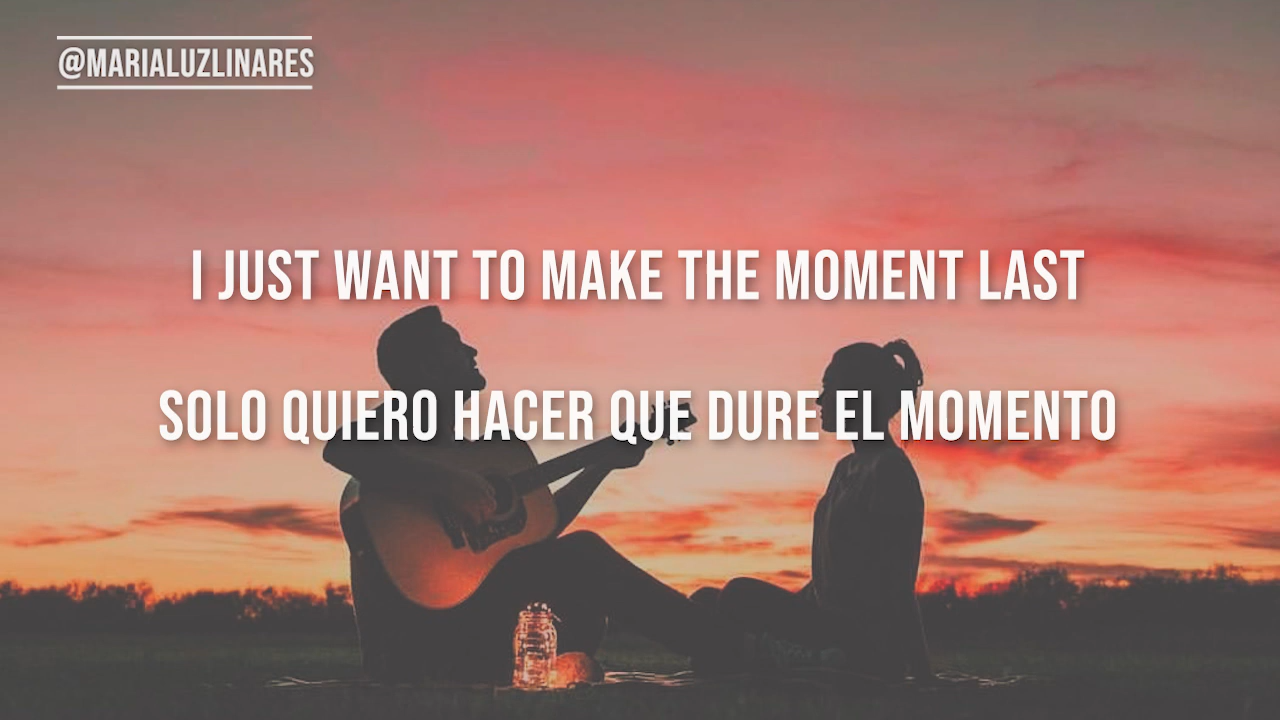 @MARIALUZLINARES
I JUST WANT TO MAKE THE MOMENT LAST
SOLO QUIERO HACER QUE DURE EL MOMENTO